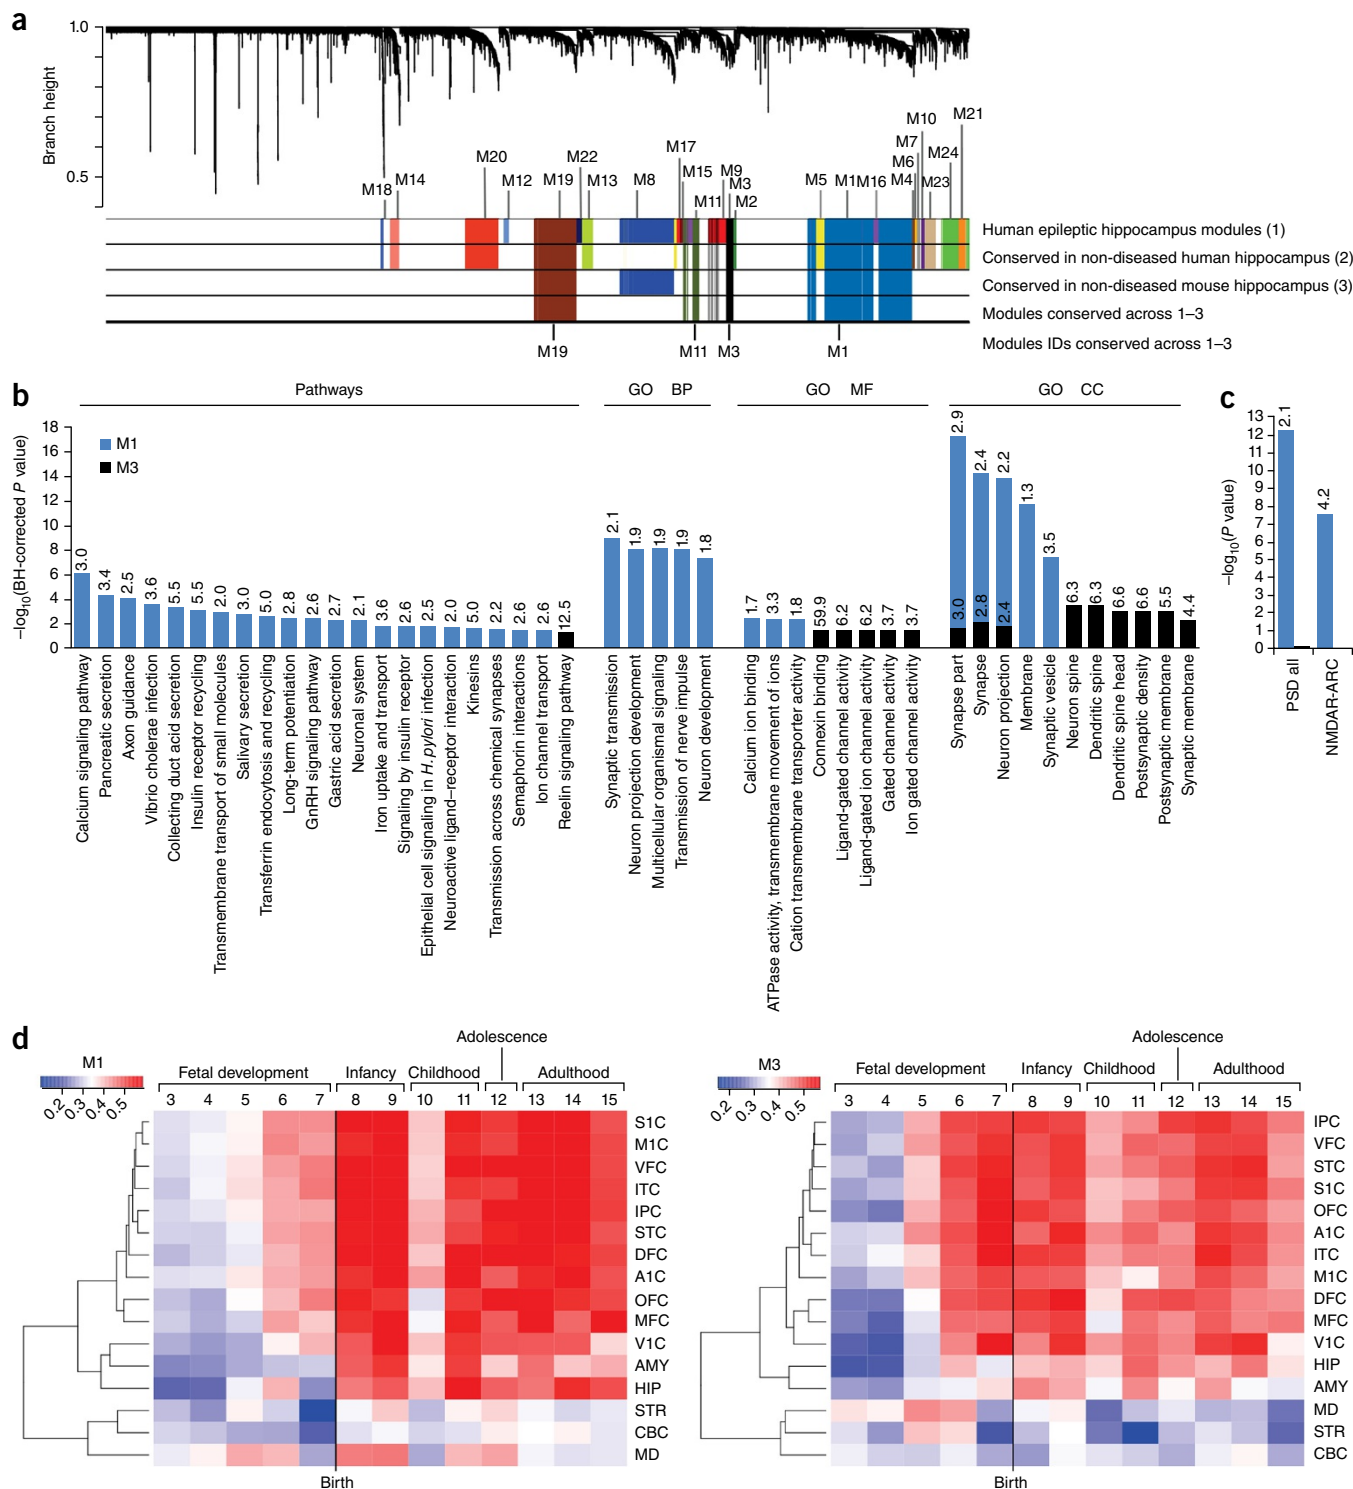 a
1.0
0.5
Branch height
M18
M14
M20
M12
M22
M19
M13
M8
M17
M15
M11
M9
M3
M2
M5
M1
M16
M4
M6
M7
M10
M23
M24
M21
Human epileptic hippocampus modules (1)
Conserved in non-diseased human hippocampus (2)
Conserved in non-diseased mouse hippocampus (3)
Modules conserved across 1–3
Modules IDs conserved across 1–3
M19
M11
M3
M1
b
Pathways
GO BP
GO MF
GO CC
–log10(BH-corrected P value)
18
16
14
12
10
8
6
4
2
0
M1
M3
3.0
3.4
2.5
3.6
5.5
5.5
2.0
3.0
5.0
2.8
2.6
2.7
2.1
3.6
2.6
2.5
2.0
5.0
2.2
2.6
2.6
12.5
2.1
1.9
1.9
1.9
1.8
1.7
3.3
1.8
59.9
6.2
6.2
3.7
3.7
2.9
3.0
2.4
2.8
2.2
2.4
1.3
3.5
6.3
6.3
6.6
6.6
5.5
4.4
Calcium signaling pathway
Pancreatic secretion
Axon guidance
Vibrio cholerae infection
Collecting duct acid secretion
Insulin receptor recycling
Transmembrane transport of small molecules
Salivary secretion
Transferrin endocytosis and recycling
Long-term potentiation
GnRH signaling pathway
Gastric acid secretion
Neuronal system
Iron uptake and transport
Signaling by insulin receptor
Epithelial cell signaling in H. pylori infection
Neuroactive ligand–receptor interaction
Kinesins
Transmission across chemical synapses
Semaphorin interactions
Ion channel transport
Reelin signaling pathway
Synaptic transmission
Neuron projection development
Multicellular organismal signaling
Transmission of nerve impulse
Neuron development
Calcium ion binding
ATPase activity, transmembrane movement of ions
Cation transmembrane transporter activity
Connexin binding
Ligand-gated channel activity
Ligand-gated ion channel activity
Gated channel activity
Ion gated channel activity
Synapse part
Synapse
Neuron projection
Membrane
Synaptic vesicle
Neuron spine
Dendritic spine
Dendritic spine head
Postsynaptic density
Postsynaptic membrane
Synaptic membrane
c
–log10(P value)
13
12
11
10
9
8
7
6
5
4
3
2
1
0
2.1
4.2
PSD all
NMDAR-ARC
d
M1
0.2
0.3
0.4
0.5
Fetal development
Infancy
Childhood
Adolescence
Adulthood
3 4 5 6 7 8 9 10 11 12 13 14 15
S1C
M1C
VFC
ITC
IPC
STC
DFC
A1C
OFC
MFC
V1C
AMY
HIP
STR
CBC
MD
Birth
M3
0.2
0.3
0.4
0.5
Fetal development
Infancy
Childhood
Adolescence
Adulthood
3 4 5 6 7 8 9 10 11 12 13 14 15
IPC
VFC
STC
S1C
OFC
A1C
ITC
M1C
DFC
MFC
V1C
HIP
AMY
MD
STR
CBC
Birth